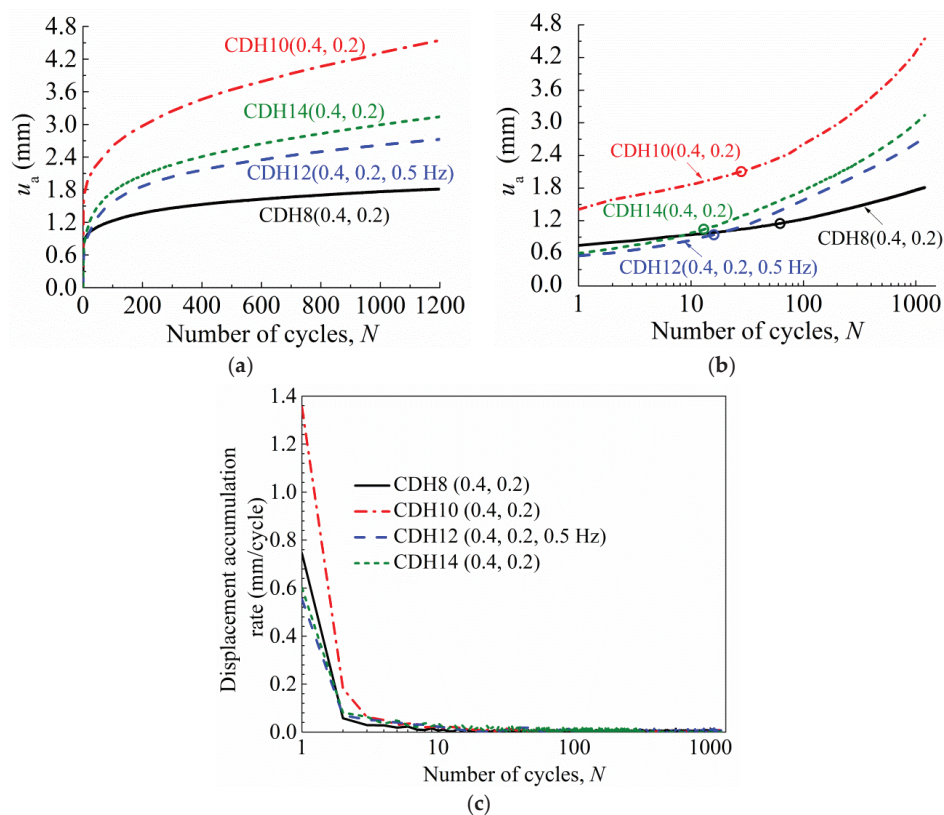 4.8
4.2
3.6
3.0
2.4
1.8
1.2
0.6
0.0
uₐ (mm)
CDH10(0.4, 0.2)
CDH14(0.4, 0.2)
CDH12(0.4, 0.2, 0.5 Hz)
CDH8(0.4, 0.2)
0 200 400 600 800 1000 1200
Number of cycles, N
(a)
4.8
4.2
3.6
3.0
2.4
1.8
1.2
0.6
0.0
uₐ (mm)
CDH10(0.4, 0.2)
CDH14(0.4, 0.2)
CDH8(0.4, 0.2)
CDH12(0.4, 0.2, 0.5 Hz)
1 10 100 1000
Number of cycles, N
(b)
1.4
1.2
1.0
0.8
0.6
0.4
0.2
0.0
Displacement accumulation
rate (mm/cycle)
CDH8 (0.4, 0.2)
CDH10 (0.4, 0.2)
CDH12 (0.4, 0.2, 0.5 Hz)
CDH14 (0.4, 0.2)
1 10 100 1000
Number of cycles, N
(c)